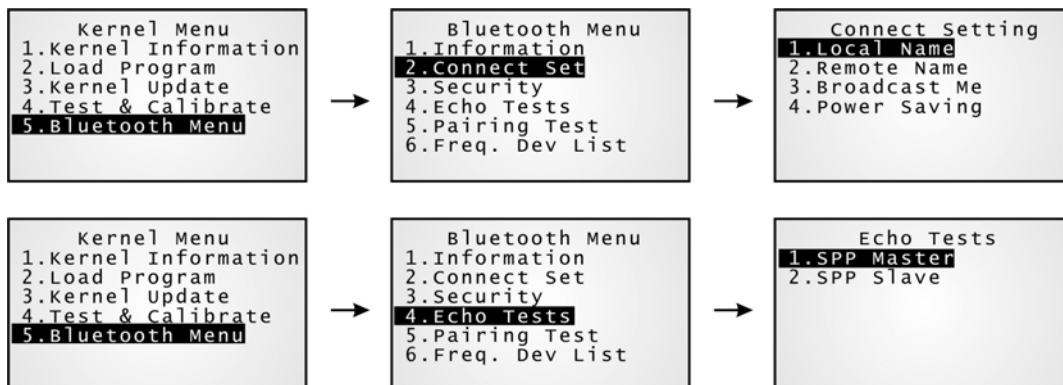 Kernel Menu
1.Kernel Information
2.Load Program
3.Kernel Update
4.Test & Calibrate
5.Bluetooth Menu
Bluetooth Menu
1.Information
2.Connect Set
3.Security
4.Echo Tests
5.Pairing Test
6.Freq. Dev List
Connect Setting
1.Local Name
2.Remote Name
3.Broadcast Me
4.Power Saving
Kernel Menu
1.Kernel Information
2.Load Program
3.Kernel Update
4.Test & Calibrate
5.Bluetooth Menu
Bluetooth Menu
1.Information
2.Connect Set
3.Security
4.Echo Tests
5.Pairing Test
6.Freq. Dev List
Echo Tests
1.SPP Master
2.SPP Slave